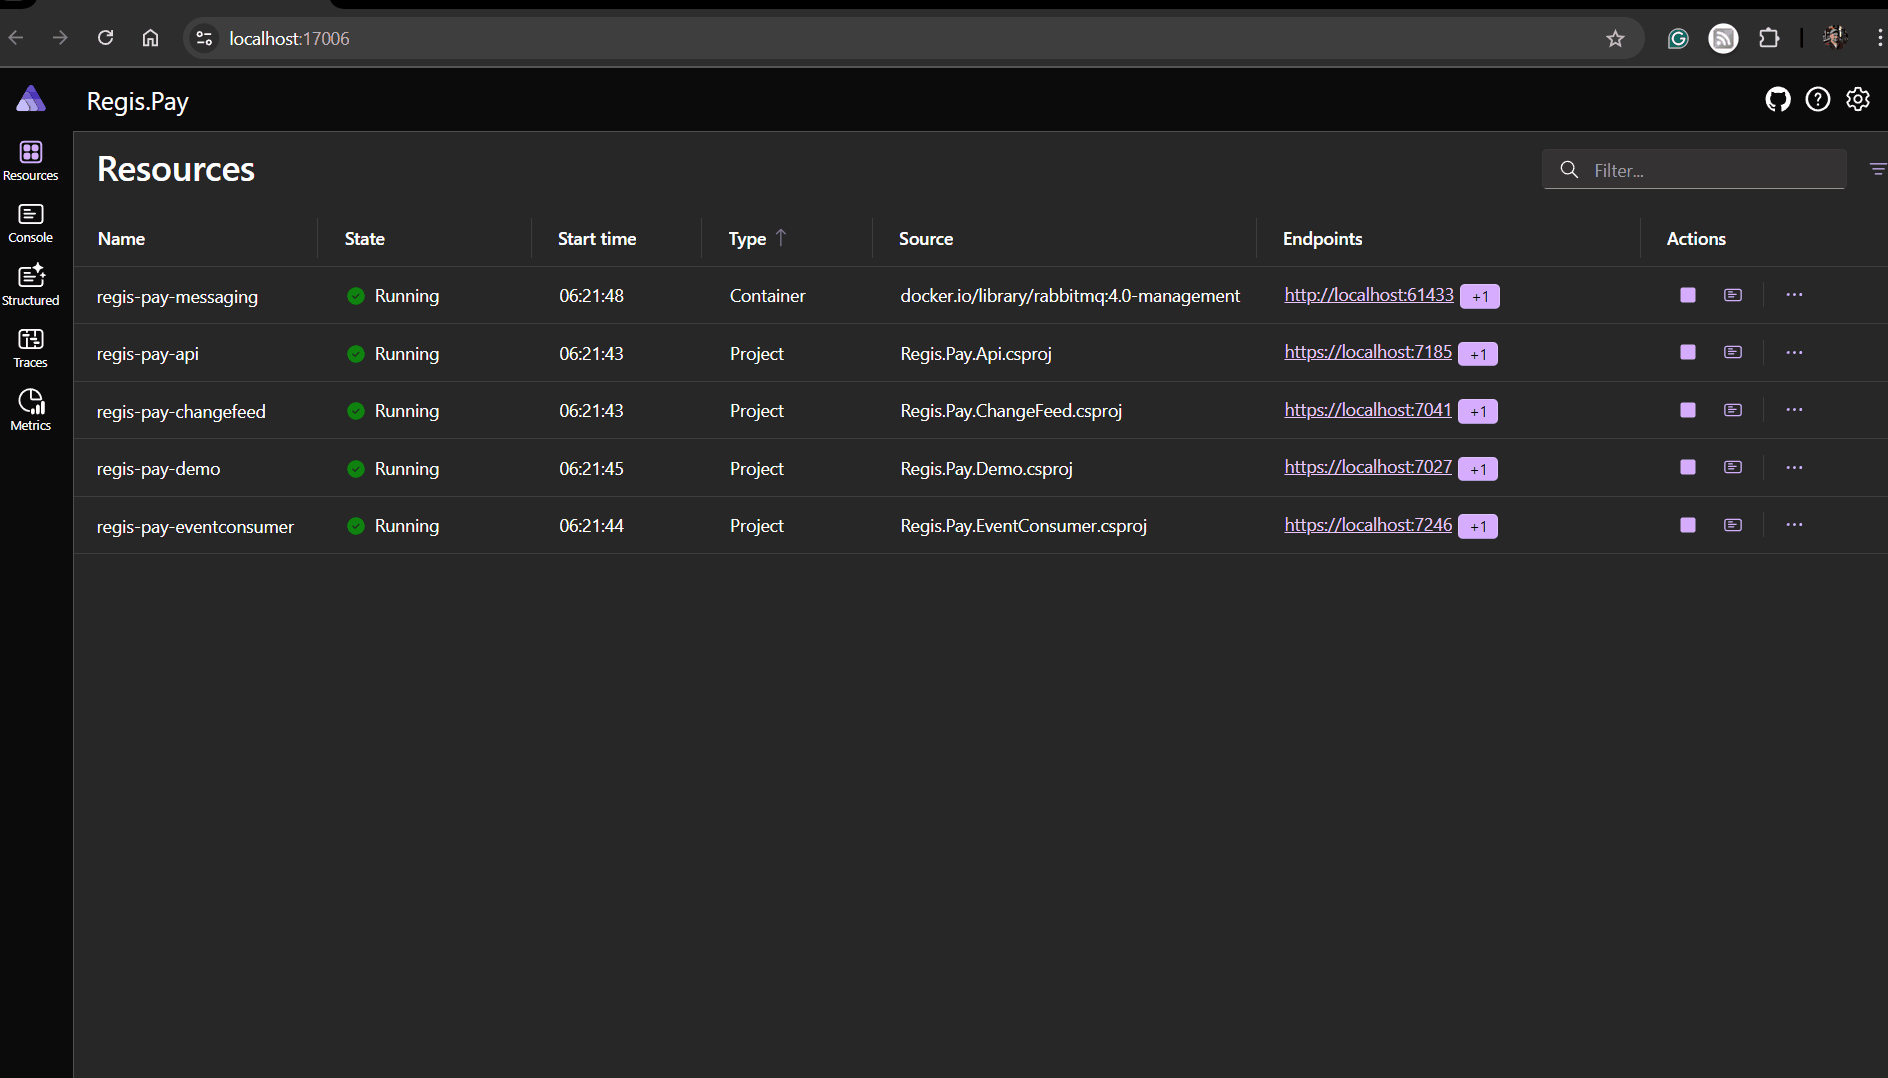 localhost:17006
Regis.Pay
Resources
Console
Structured
Traces
Metrics
Resources
Filter...
Name State Start time Type Source Endpoints Actions
regis-pay-messaging Running 06:21:48 Container docker.io/library/rabbitmq:4.0-management http://localhost:61433 +1
regis-pay-api Running 06:21:43 Project Regis.Pay.Api.csproj https://localhost:7185 +1
regis-pay-changefeed Running 06:21:43 Project Regis.Pay.ChangeFeed.csproj https://localhost:7041 +1
regis-pay-demo Running 06:21:45 Project Regis.Pay.Demo.csproj https://localhost:7027 +1
regis-pay-eventconsumer Running 06:21:44 Project Regis.Pay.EventConsumer.csproj https://localhost:7246 +1